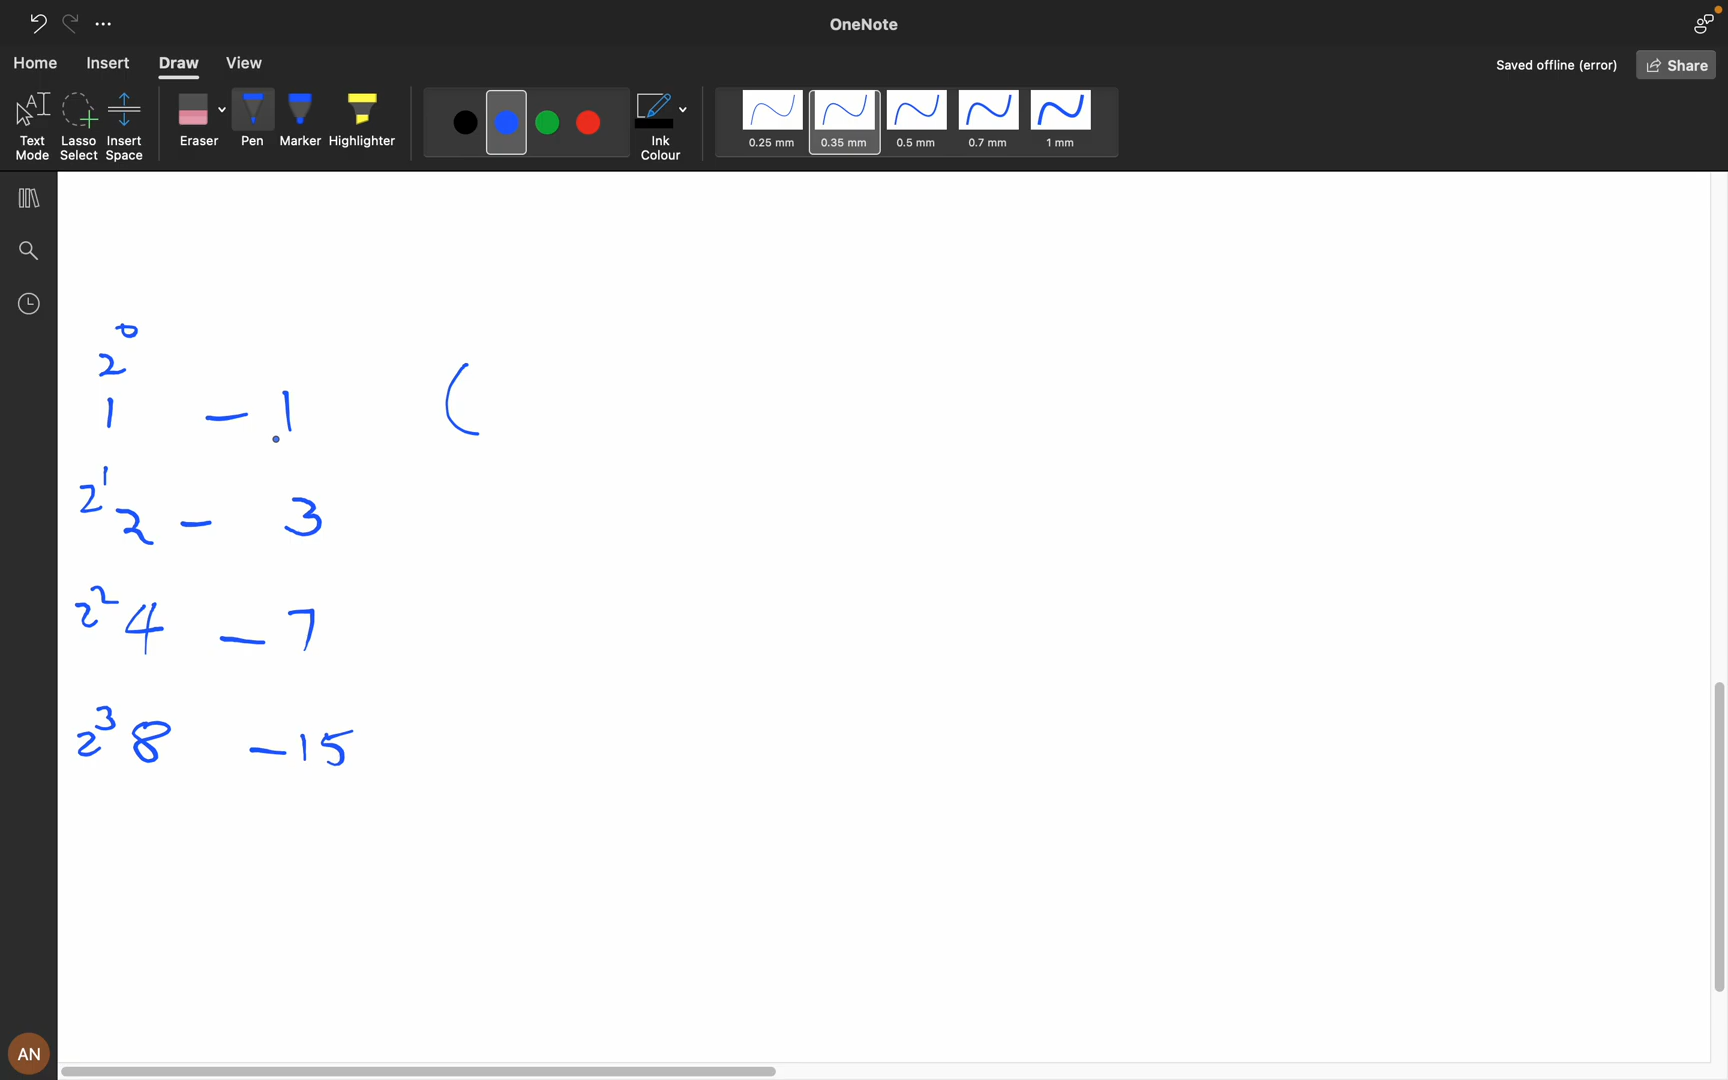 OneNote
Home Insert Draw View
Saved offline (error) Share
Text Mode
Lasso Select
Insert Space
Eraser
Pen
Marker
Highlighter
Ink Colour
0.25 mm
0.35 mm
0.5 mm
0.7 mm
1 mm
2⁰
1 - 1 (
2¹ 2 - 3
2² 4 - 7
2³ 8 - 15
AN